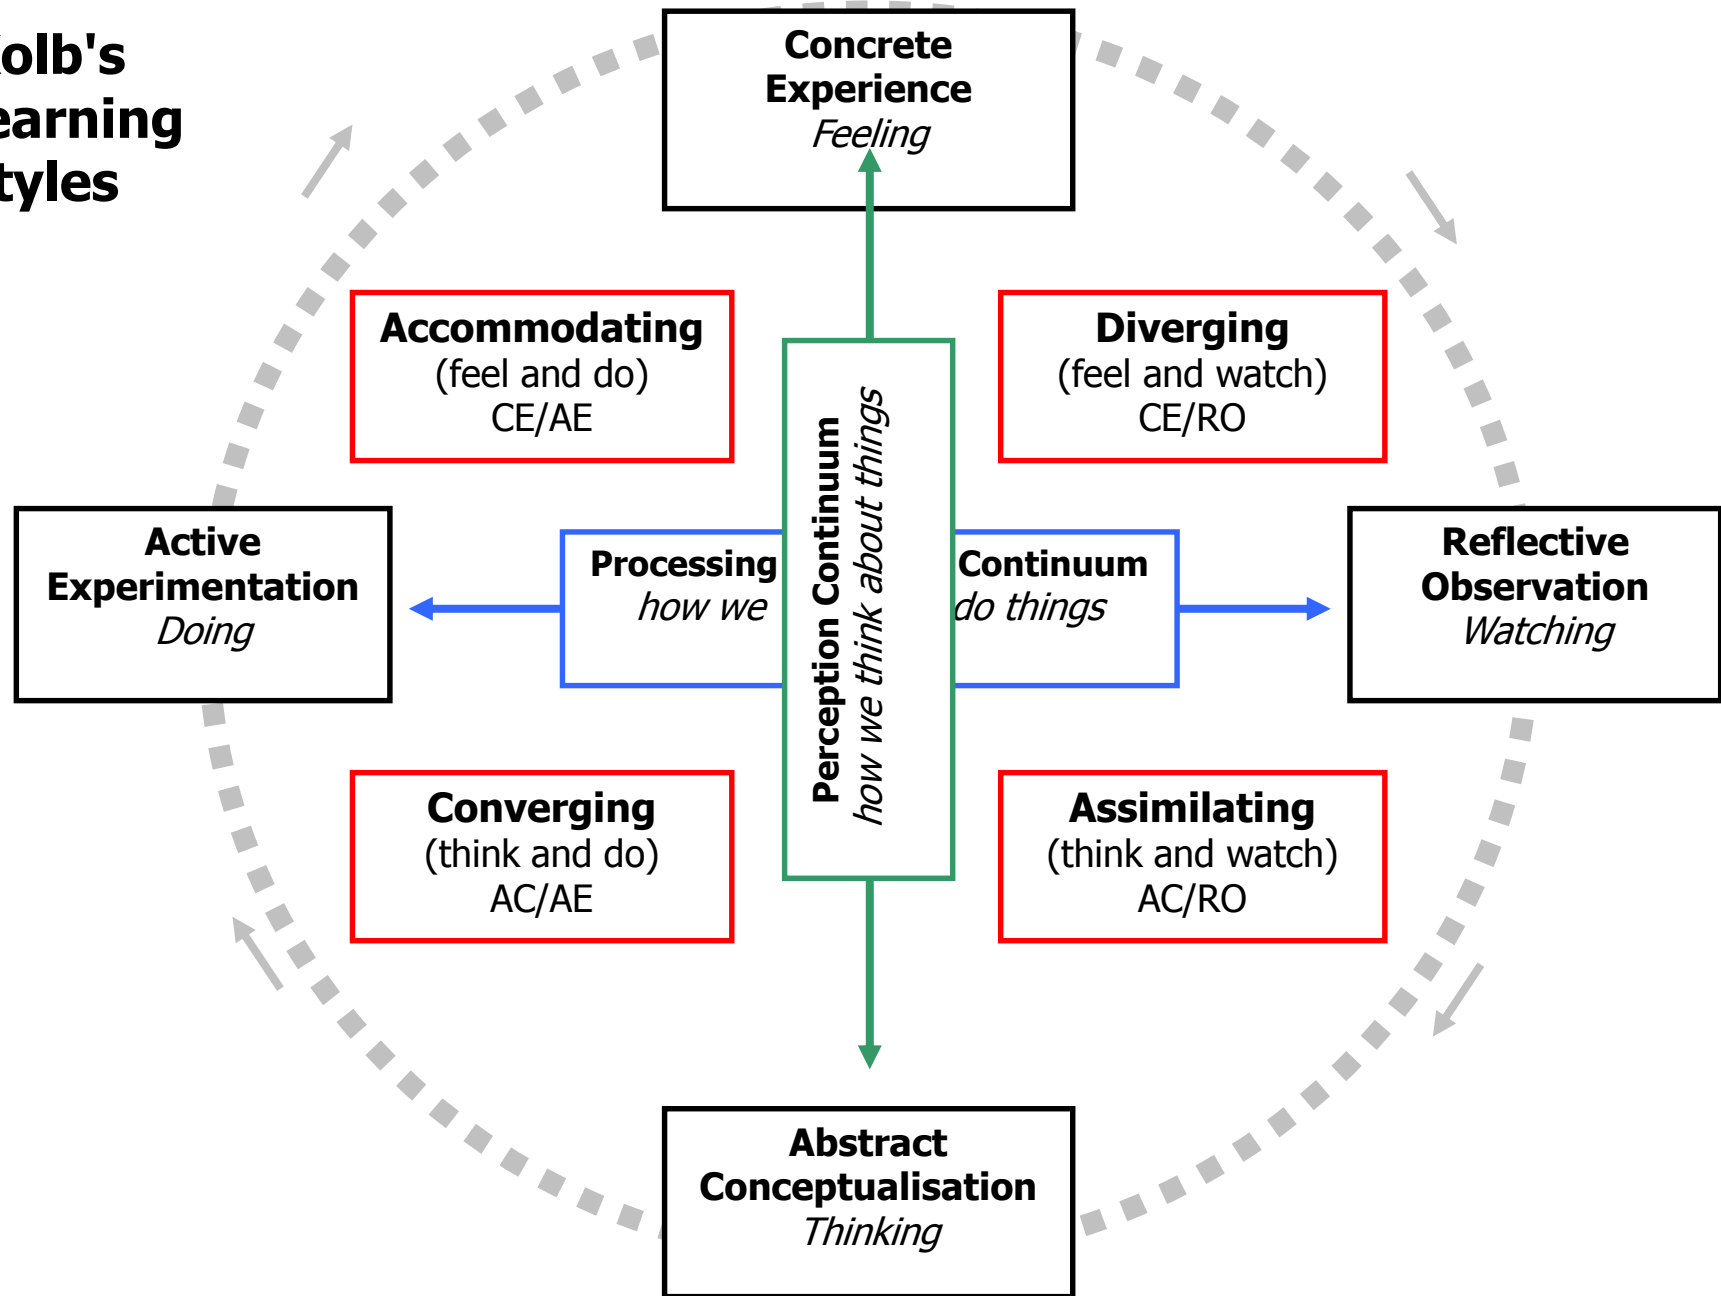 olb's
earning
tyles
Concrete
Experience
Feeling
Accommodating
(feel and do)
CE/AE
Diverging
(feel and watch)
CE/RO
Active
Experimentation
Doing
Processing Continuum
how we do things
Perception Continuum
how we think about things
Reflective
Observation
Watching
Converging
(think and do)
AC/AE
Assimilating
(think and watch)
AC/RO
Abstract
Conceptualisation
Thinking